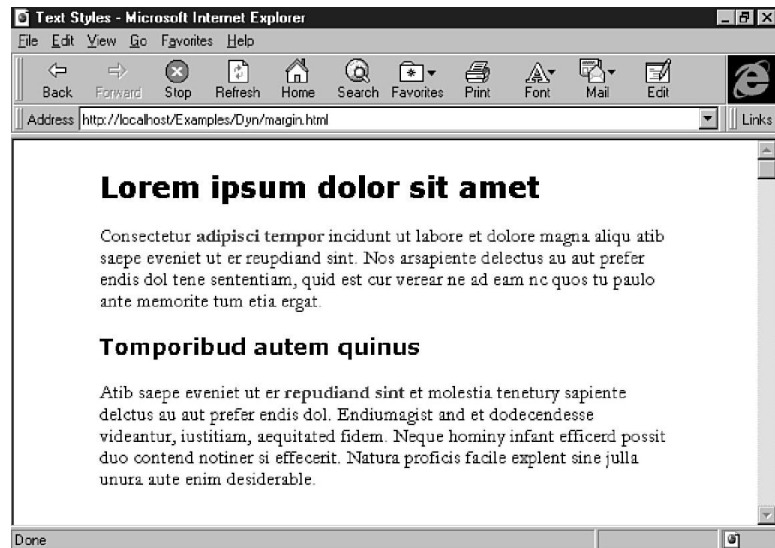 Text Styles - Microsoft Internet Explorer
File Edit View Go Favorites Help
Back Forward Stop Refresh Home Search Favorites Print Font Mail Edit
Address http://localhost/Examples/Dyn/margin.html Links
Lorem ipsum dolor sit amet
Consectetur adipisci tempor incidunt ut labore et dolore magna aliqu atib
saepe eveniet ut er reupdiand sint. Nos arsapiente delectus au aut prefer
endis dol tene sententiam, quid est cur verear ne ad eam nc quos tu paulo
ante memorite tum etia ergat.
Tomporibud autem quinus
Atib saepe eveniet ut er repudiand sint et molestia tenetury sapiente
delctus au aut prefer endis dol. Endiumagist and et dodecendesse
videantur, iustitiam, aequitated fidem. Neque hominy infant efficerd possit
duo contend notiner si effecerit. Natura proficis facile explent sine julla
unura aute enim desiderable.
Done